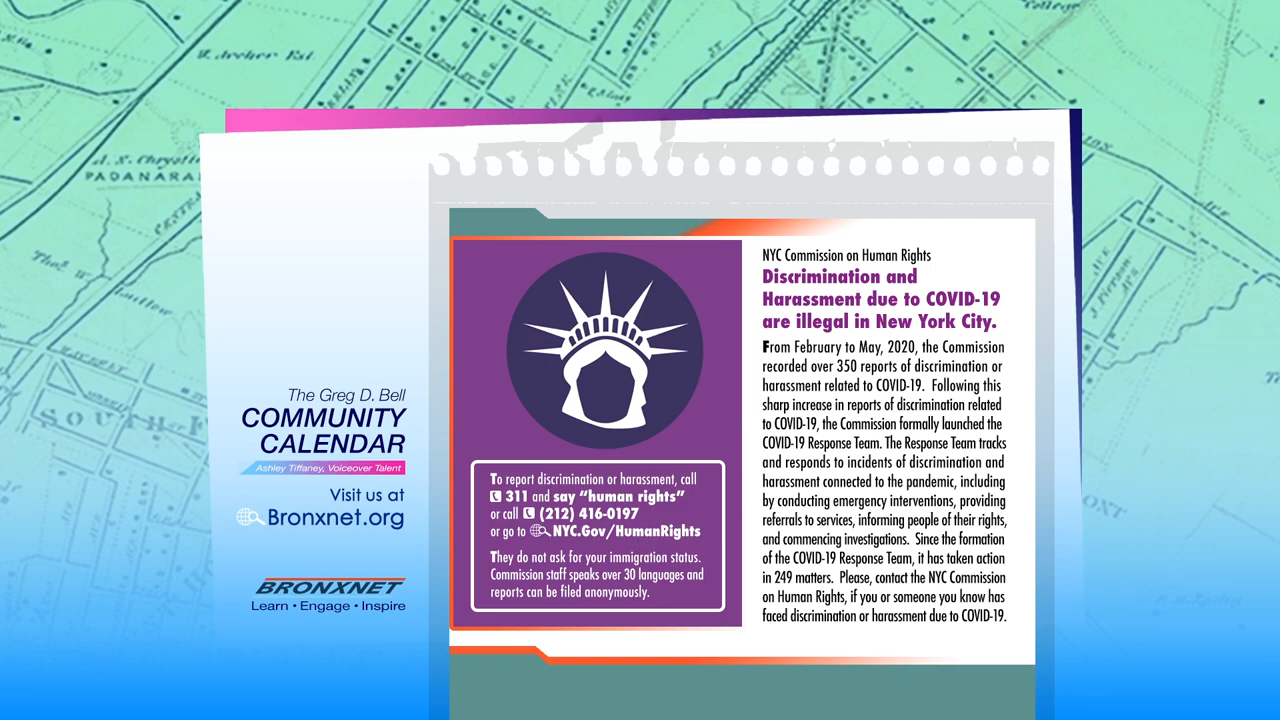 College
W. Archer Est.
PADANARA
The Greg D. Bell
COMMUNITY
CALENDAR
Ashley Tiffaney, Voiceover Talent
Visit us at
Bronxnet.org
BRONXNET
Learn • Engage • Inspire
To report discrimination or harassment, call
311 and say “human rights”
or call (212) 416-0197
or go to NYC.Gov/HumanRights
They do not ask for your immigration status.
Commission staff speaks over 30 languages and
reports can be filed anonymously.
NYC Commission on Human Rights
Discrimination and
Harassment due to COVID-19
are illegal in New York City.
From February to May, 2020, the Commission
recorded over 350 reports of discrimination or
harassment related to COVID-19. Following this
sharp increase in reports of discrimination related
to COVID-19, the Commission formally launched the
COVID-19 Response Team. The Response Team tracks
and responds to incidents of discrimination and
harassment connected to the pandemic, including
by conducting emergency interventions, providing
referrals to services, informing people of their rights,
and commencing investigations. Since the formation
of the COVID-19 Response Team, it has taken action
in 249 matters. Please, contact the NYC Commission
on Human Rights, if you or someone you know has
faced discrimination or harassment due to COVID-19.